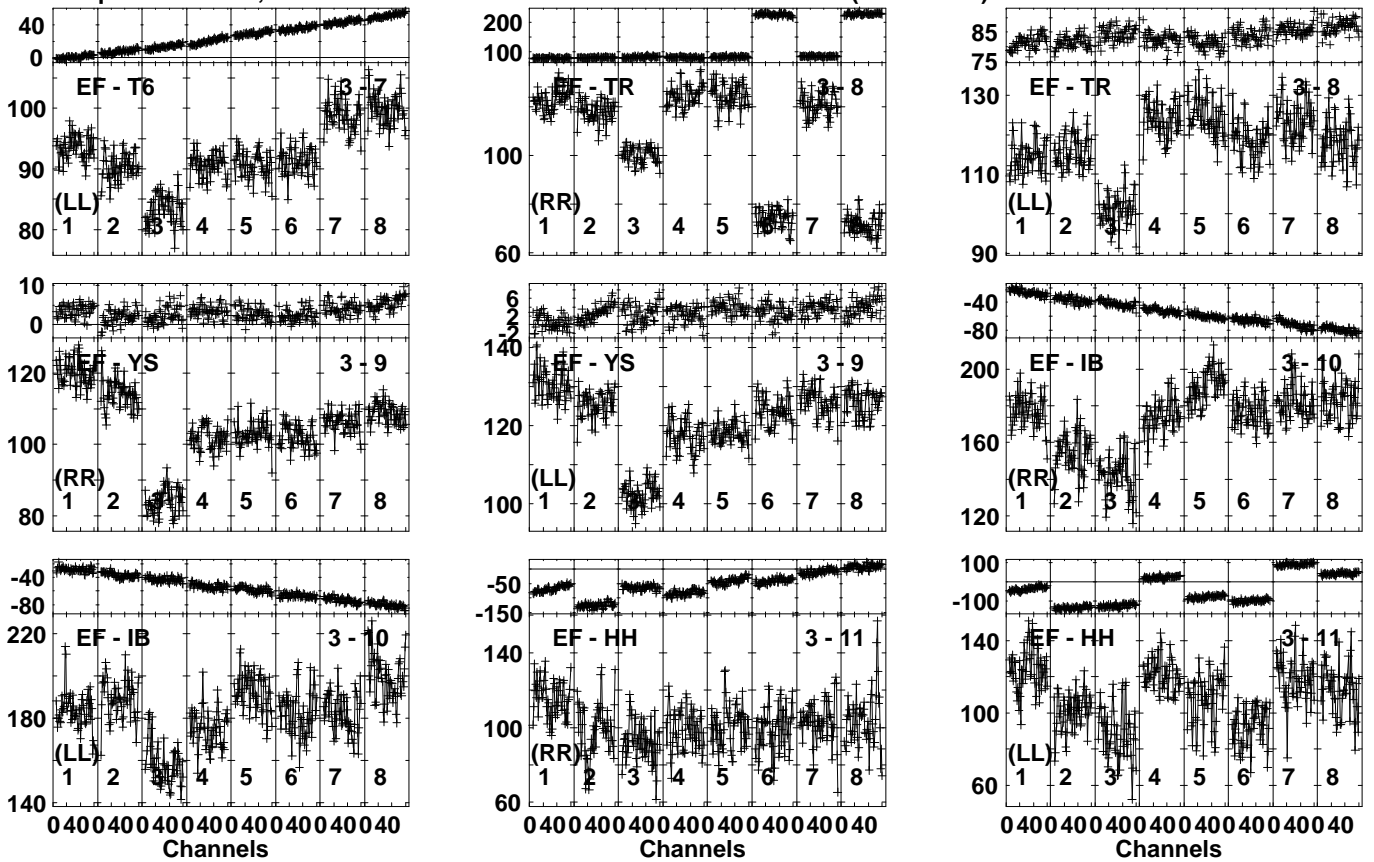 40
0
EF - T6 3 - 7
100
90
80
(LL)
1 2 3 4 5 6 7 8
200
100
EF - TR 3 - 8
100
60
(RR)
1 2 3 4 5 6 7 8
85
75
EF - TR 3 - 8
130
110
90
(LL)
1 2 3 4 5 6 7 8
10
0
EF - YS 3 - 9
120
100
80
(RR)
1 2 3 4 5 6 7 8
6
2
-2
140
EF - YS 3 - 9
120
100
(LL)
1 2 3 4 5 6 7 8
-40
-80
EF - IB 3 - 10
200
160
120
(RR)
1 2 3 4 5 6 7 8
-40
-80
220
EF - IB 3 - 10
180
140
(LL)
1 2 3 4 5 6 7 8
-50
-150
EF - HH 3 - 11
140
100
60
(RR)
1 2 3 4 5 6 7 8
100
-100
EF - HH 3 - 11
140
100
60
(LL)
1 2 3 4 5 6 7 8
0 40 0 40 0 40 0 40 0 40 0 40 0 40 0 40
0 40 0 40 0 40 0 40 0 40 0 40 0 40 0 40
0 40 0 40 0 40 0 40 0 40 0 40 0 40 0 40
Channels Channels Channels